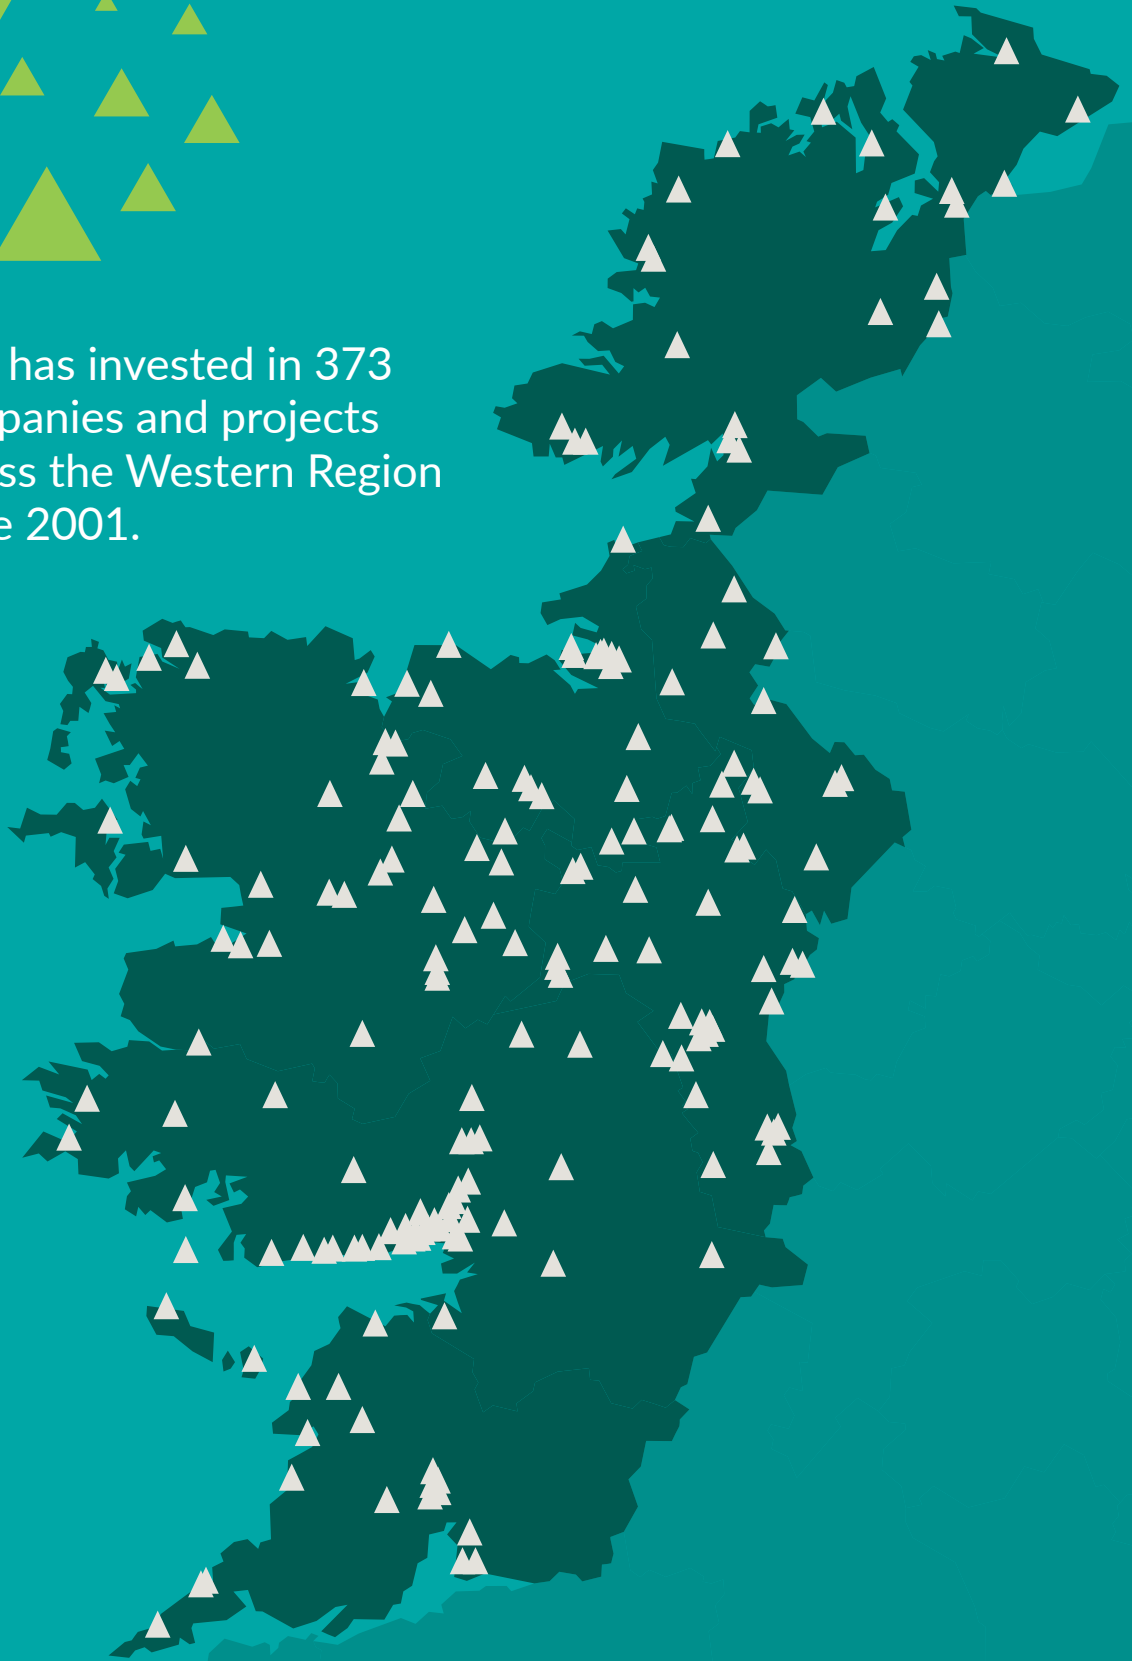 has invested in 373
panies and projects
ss the Western Region
e 2001.